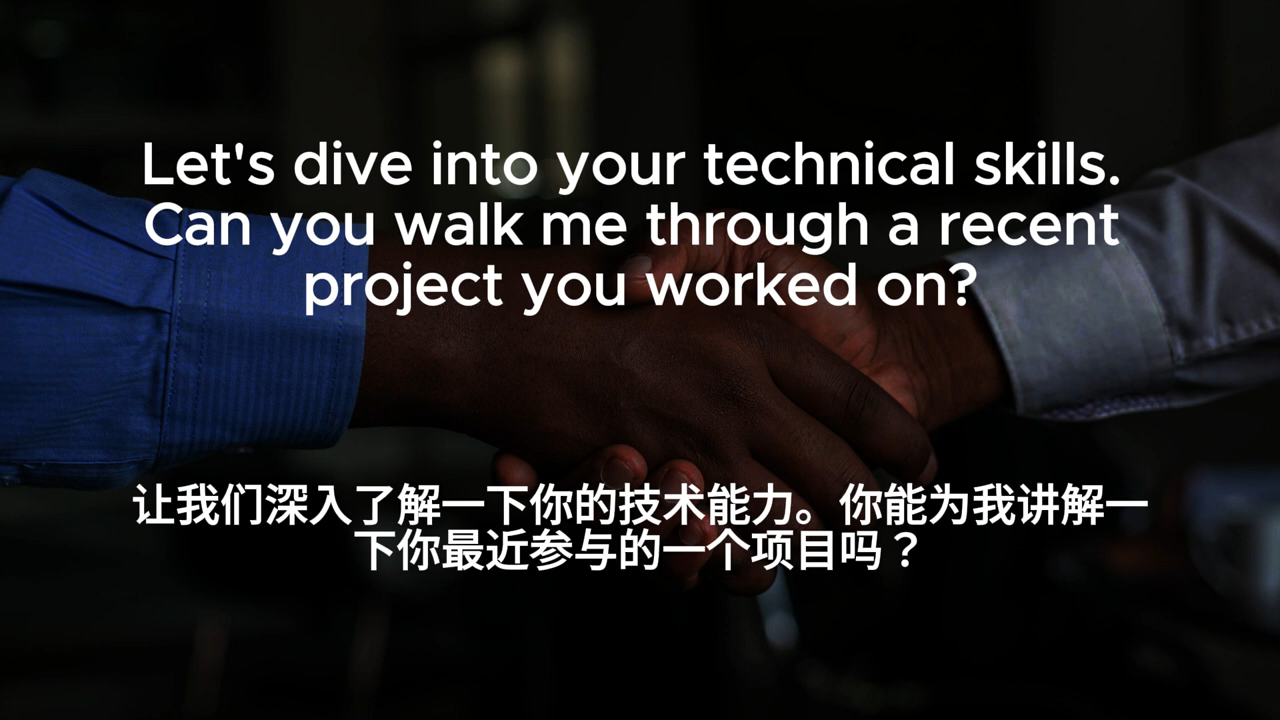 Let's dive into your technical skills.
Can you walk me through a recent
project you worked on?
让我们深入了解一下你的技术能力。你能为我讲解一
下你最近参与的一个项目吗？